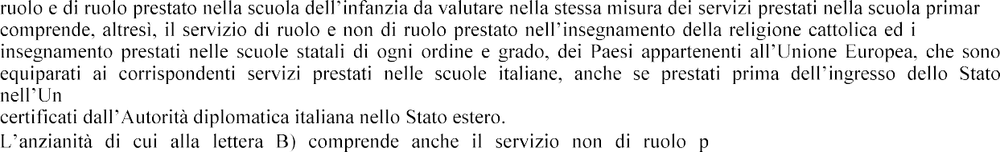 ruolo e di ruolo prestato nella scuola dell'infanzia da valutare nella stessa misura dei servizi prestati nella scuola primar
comprende, altresì, il servizio di ruolo e non di ruolo prestato nell'insegnamento della religione cattolica ed i
insegnamento prestati nelle scuole statali di ogni ordine e grado, dei Paesi appartenenti all'Unione Europea, che sono
equiparati ai corrispondenti servizi prestati nelle scuole italiane, anche se prestati prima dell'ingresso dello Stato
nell'Un
certificati dall'Autorità diplomatica italiana nello Stato estero.
L'anzianità di cui alla lettera B) comprende anche il servizio non di ruolo p